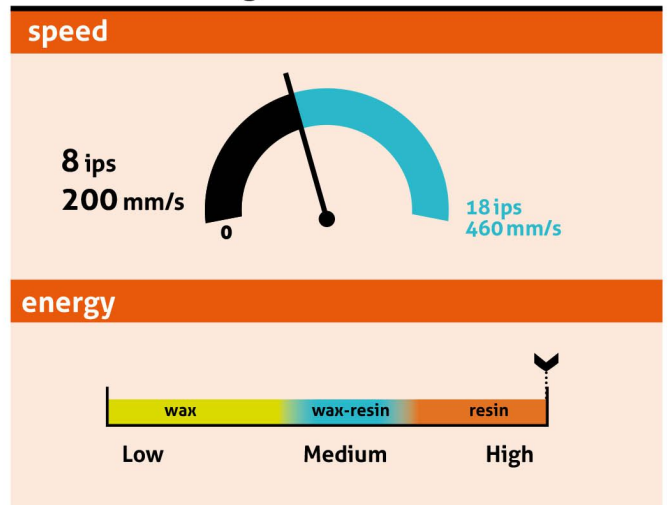 speed
8 ips
200 mm/s
0
18 ips
460 mm/s
energy
wax wax-resin resin
Low Medium High